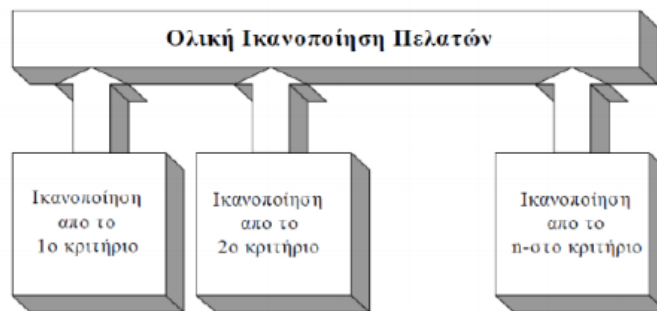 Ολική Ικανοποίηση Πελατών
Ικανοποίηση
απο το
1ο κριτήριο
Ικανοποίηση
απο το
2ο κριτήριο
Ικανοποίηση
απο το
n-στο κριτήριο